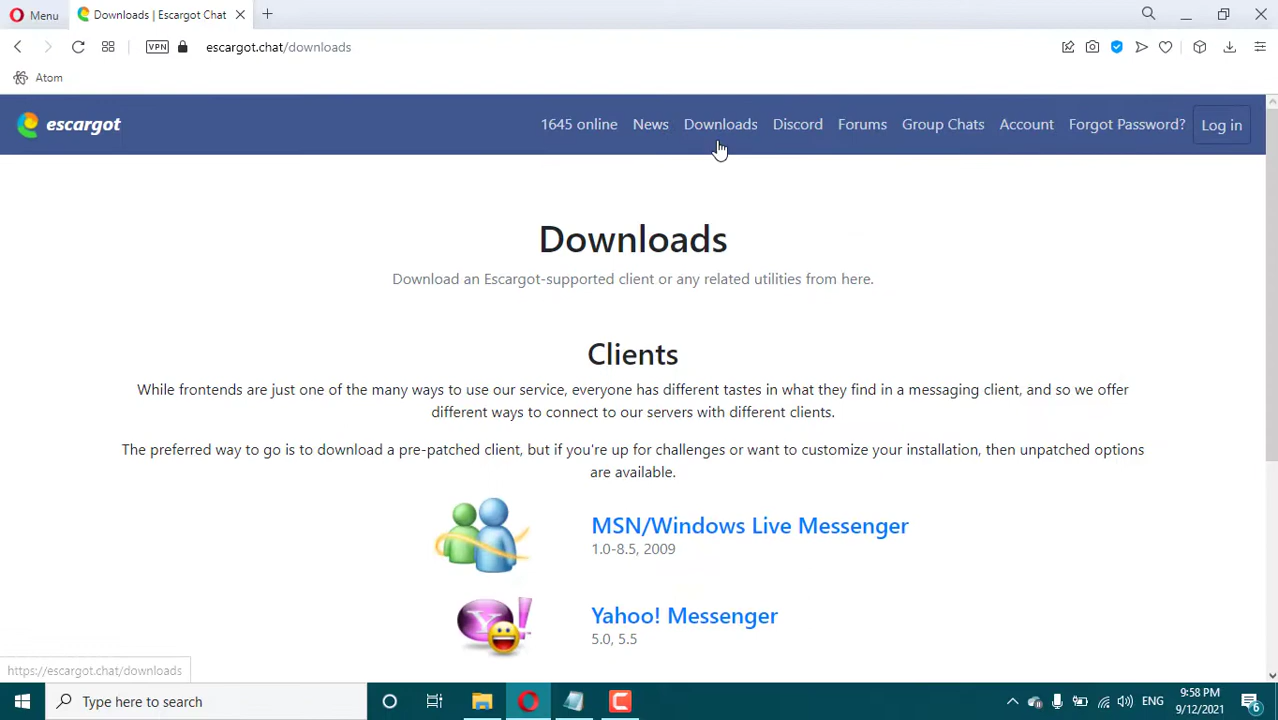 Menu
Downloads | Escargot Chat
VPN
escargot.chat/downloads
Atom
escargot
1645 online
News
Downloads
Discord
Forums
Group Chats
Account
Forgot Password?
Log in
Downloads
Download an Escargot-supported client or any related utilities from here.
Clients
While frontends are just one of the many ways to use our service, everyone has different tastes in what they find in a messaging client, and so we offer
different ways to connect to our servers with different clients.
The preferred way to go is to download a pre-patched client, but if you're up for challenges or want to customize your installation, then unpatched options
are available.
MSN/Windows Live Messenger
1.0-8.5, 2009
Yahoo! Messenger
5.0, 5.5
https://escargot.chat/downloads
Type here to search
ENG
9:58 PM
9/12/2021
6